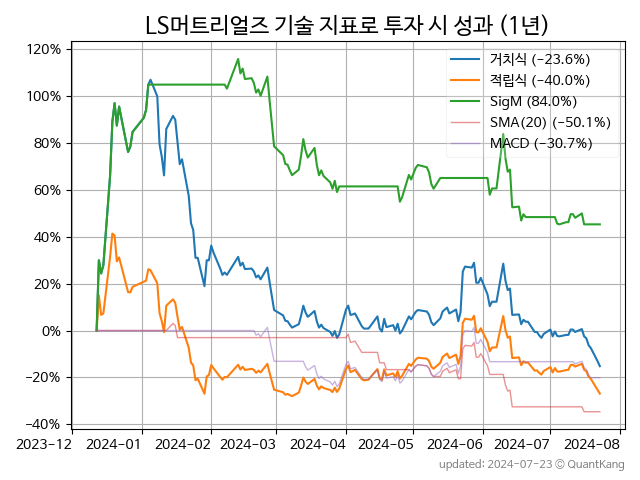 LS머트리얼즈 기술 지표로 투자 시 성과 (1년)
120%
100%
80%
60%
40%
20%
0%
−20%
−40%
거치식 (−23.6%)
적립식 (−40.0%)
SigM (84.0%)
SMA(20) (−50.1%)
MACD (−30.7%)
2023-12 2024-01 2024-02 2024-03 2024-04 2024-05 2024-06 2024-07 2024-08
updated: 2024-07-23 ⓒ QuantKang